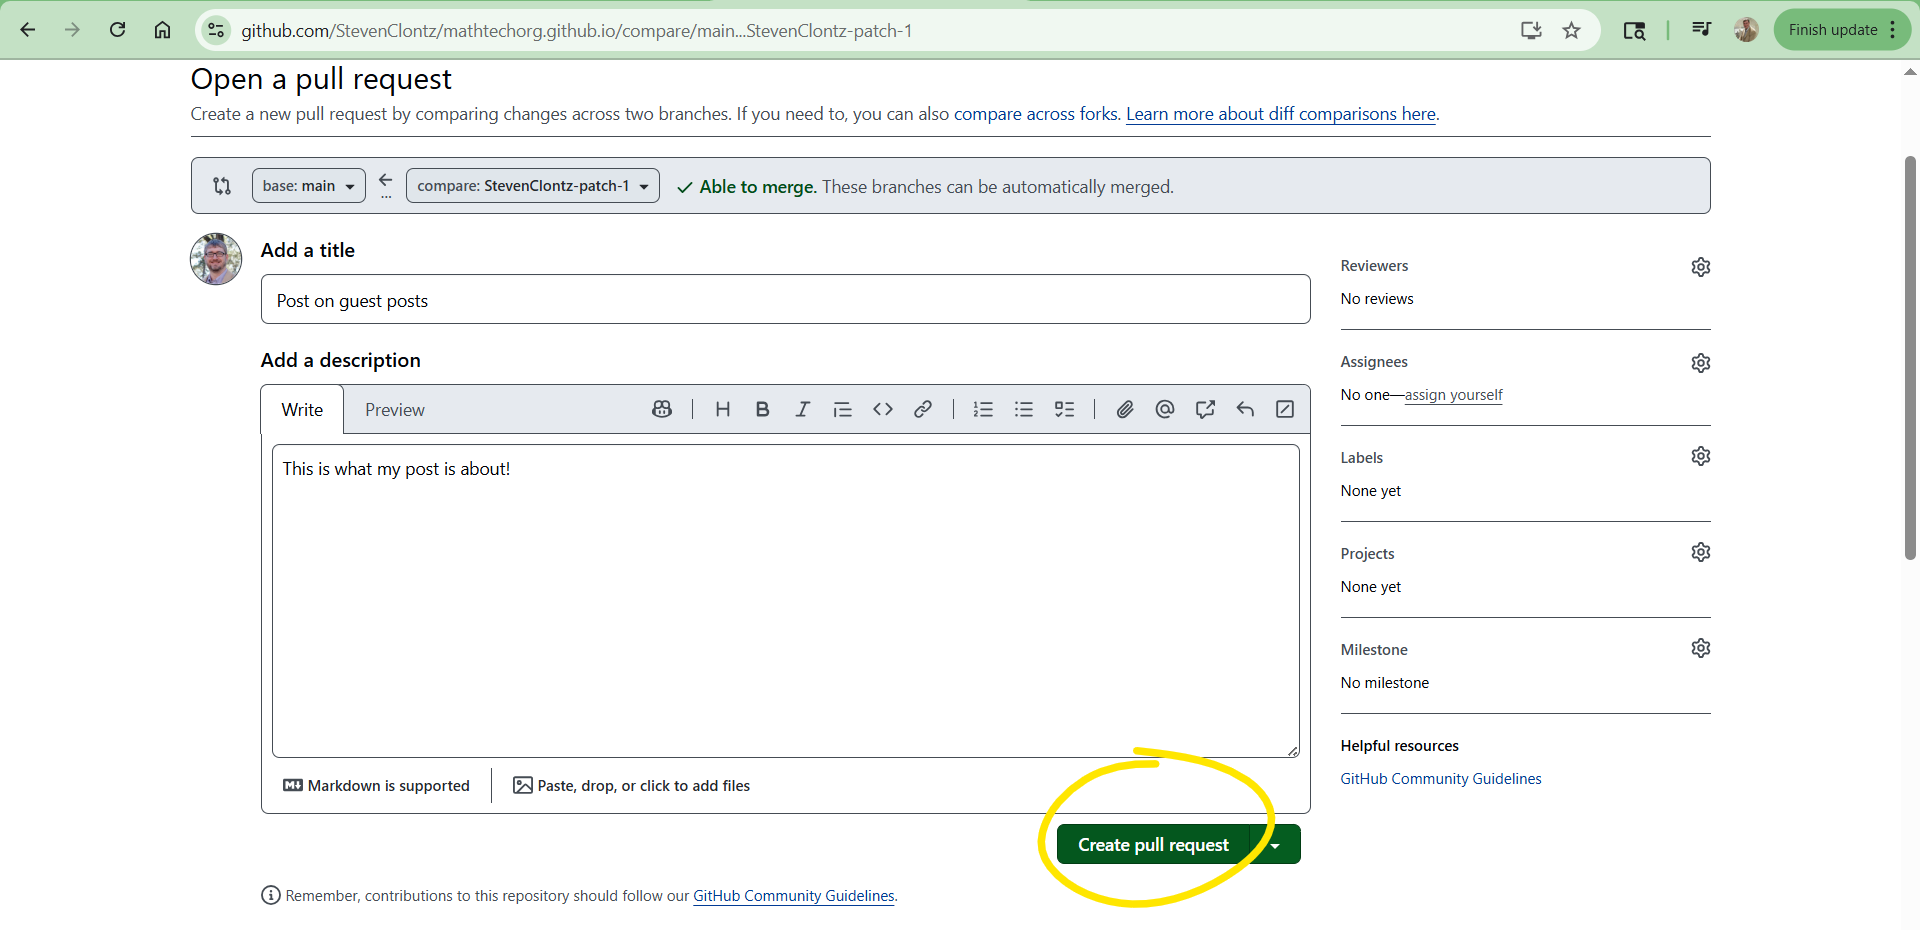 github.com/StevenClontz/mathtechorg.github.io/compare/main...StevenClontz-patch-1
Finish update
Open a pull request
Create a new pull request by comparing changes across two branches. If you need to, you can also compare across forks. Learn more about diff comparisons here.
base: main
...
compare: StevenClontz-patch-1
Able to merge. These branches can be automatically merged.
Add a title
Post on guest posts
Add a description
Write
Preview
This is what my post is about!
Markdown is supported
Paste, drop, or click to add files
Create pull request
Remember, contributions to this repository should follow our GitHub Community Guidelines.
Reviewers
No reviews
Assignees
No one—assign yourself
Labels
None yet
Projects
None yet
Milestone
No milestone
Helpful resources
GitHub Community Guidelines